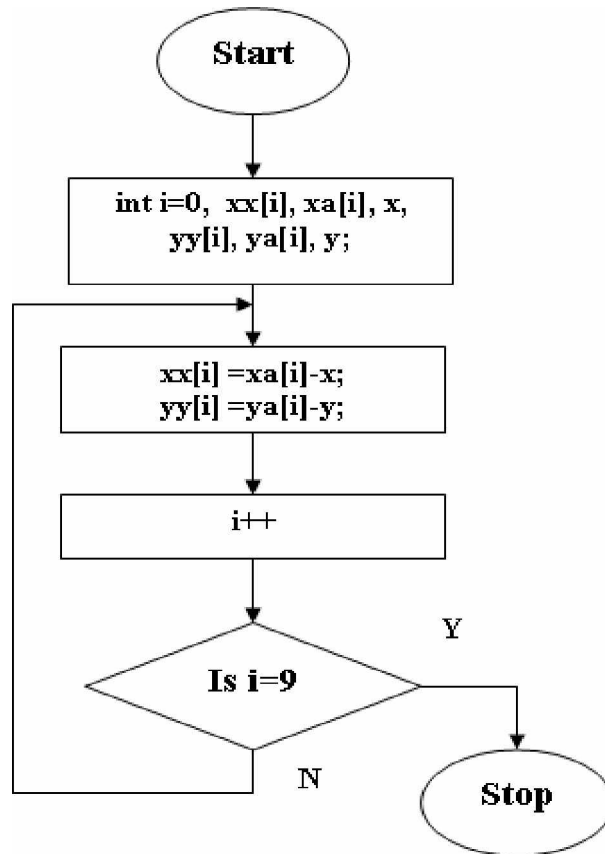 Start
int i=0, xx[i], xa[i], x,
yy[i], ya[i], y;
xx[i] =xa[i]-x;
yy[i] =ya[i]-y;
i++
Is i=9
Y
N
Stop